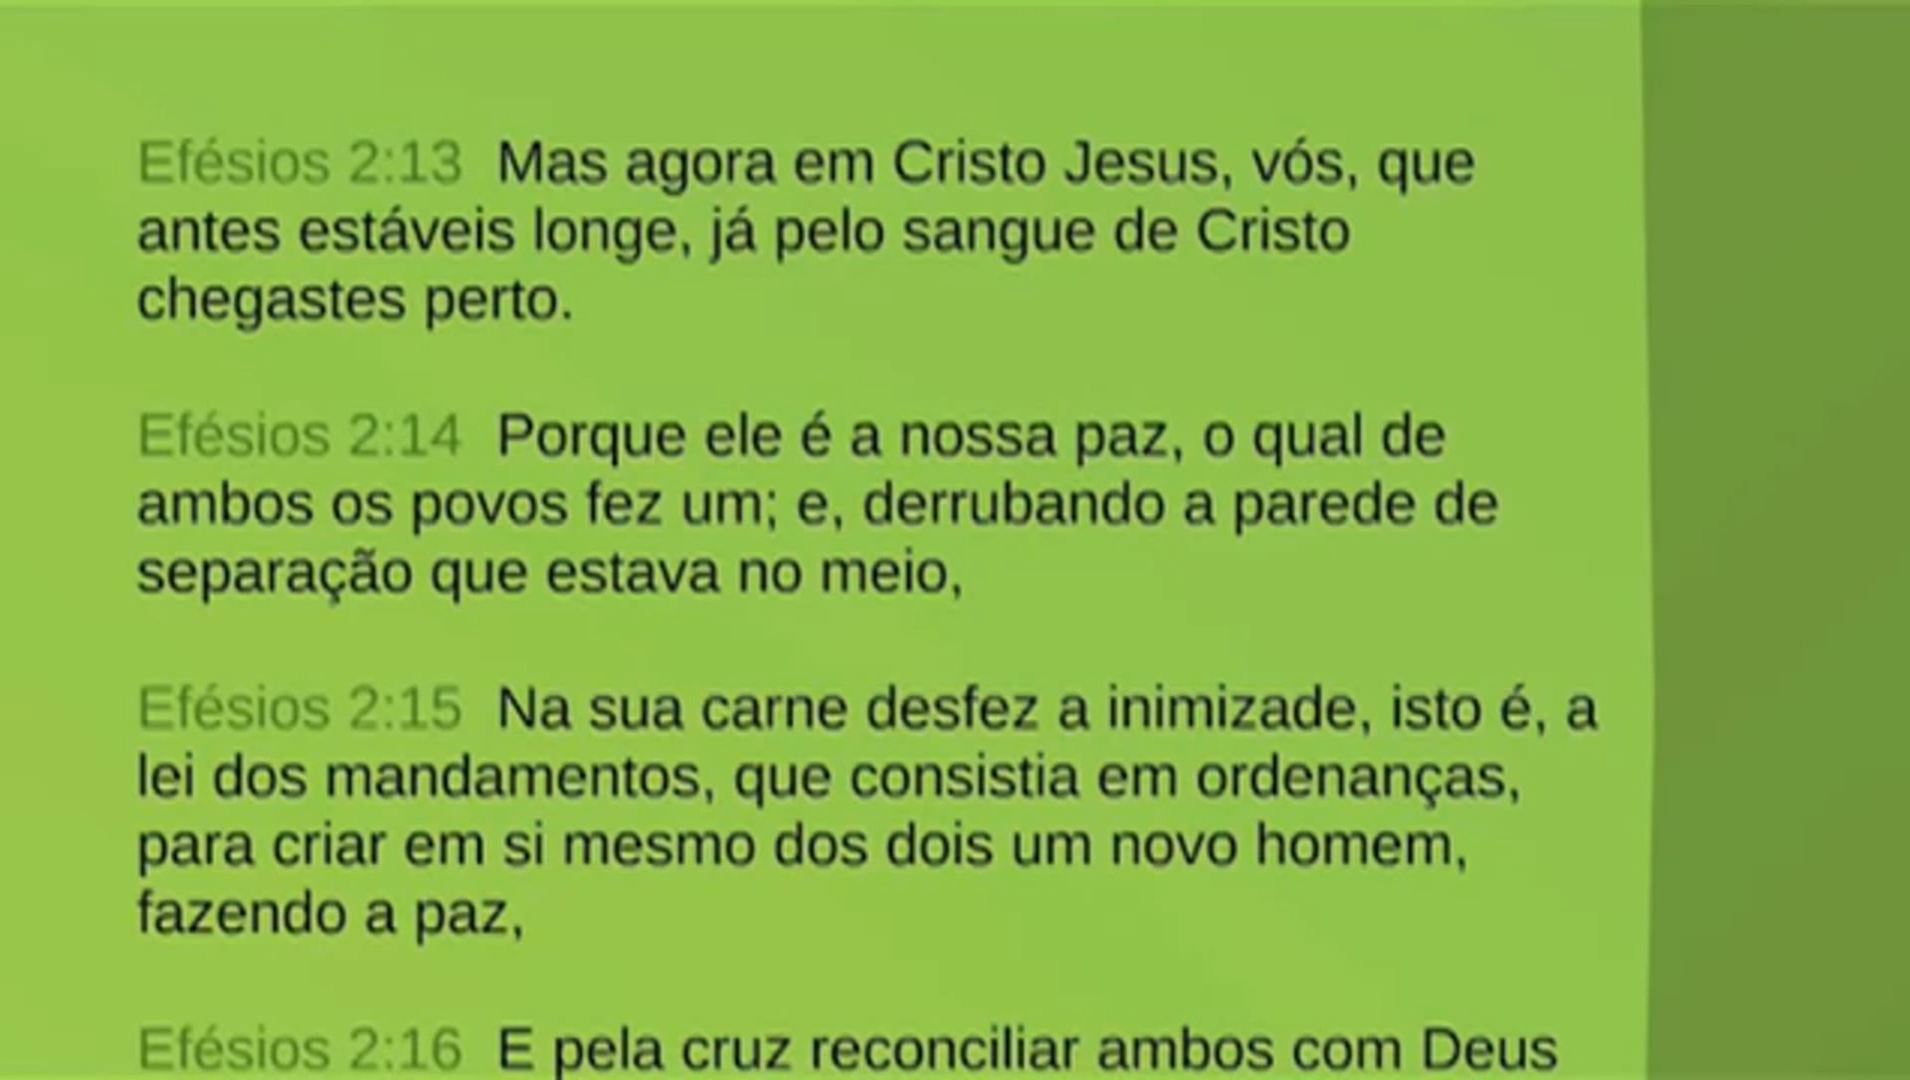 Efésios 2:13 Mas agora em Cristo Jesus, vós, que
antes estáveis longe, já pelo sangue de Cristo
chegastes perto.
Efésios 2:14 Porque ele é a nossa paz, o qual de
ambos os povos fez um; e, derrubando a parede de
separação que estava no meio,
Efésios 2:15 Na sua carne desfez a inimizade, isto é, a
lei dos mandamentos, que consistia em ordenanças,
para criar em si mesmo dos dois um novo homem,
fazendo a paz,
Efésios 2:16 E pela cruz reconciliar ambos com Deus